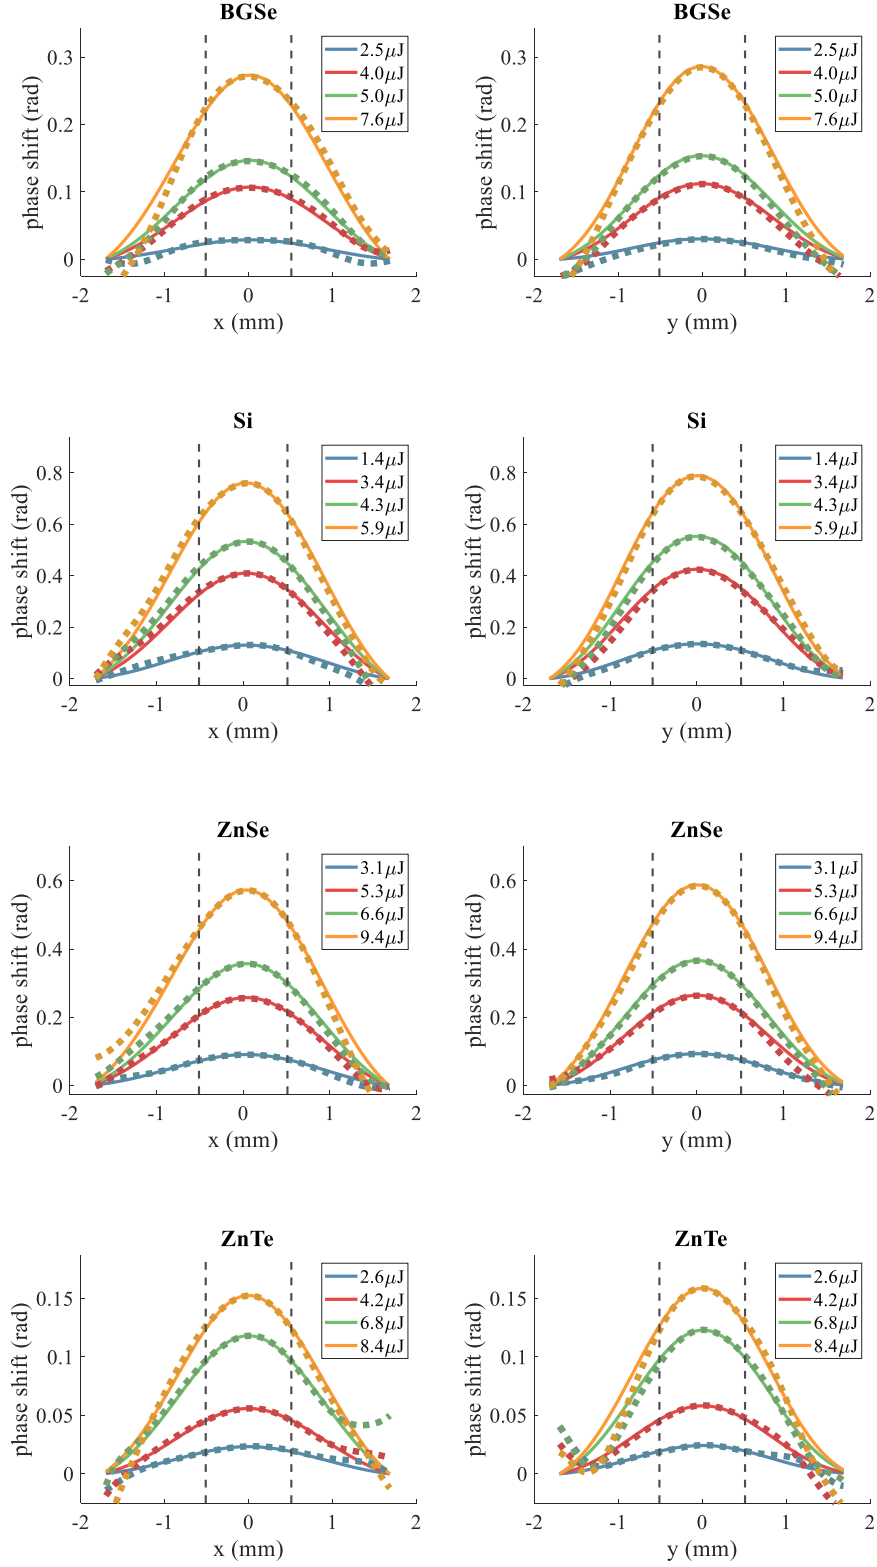 BGSe
phase shift (rad)
0.3
0.2
0.1
0
-2 -1 0 1 2
x (mm)
2.5μJ
4.0μJ
5.0μJ
7.6μJ
BGSe
phase shift (rad)
0.3
0.2
0.1
0
-2 -1 0 1 2
y (mm)
2.5μJ
4.0μJ
5.0μJ
7.6μJ
Si
phase shift (rad)
0.8
0.6
0.4
0.2
0
-2 -1 0 1 2
x (mm)
1.4μJ
3.4μJ
4.3μJ
5.9μJ
Si
phase shift (rad)
0.8
0.6
0.4
0.2
0
-2 -1 0 1 2
y (mm)
1.4μJ
3.4μJ
4.3μJ
5.9μJ
ZnSe
phase shift (rad)
0.6
0.4
0.2
0
-2 -1 0 1 2
x (mm)
3.1μJ
5.3μJ
6.6μJ
9.4μJ
ZnSe
phase shift (rad)
0.6
0.4
0.2
0
-2 -1 0 1 2
y (mm)
3.1μJ
5.3μJ
6.6μJ
9.4μJ
ZnTe
phase shift (rad)
0.15
0.1
0.05
0
-2 -1 0 1 2
x (mm)
2.6μJ
4.2μJ
6.8μJ
8.4μJ
ZnTe
phase shift (rad)
0.15
0.1
0.05
0
-2 -1 0 1 2
y (mm)
2.6μJ
4.2μJ
6.8μJ
8.4μJ